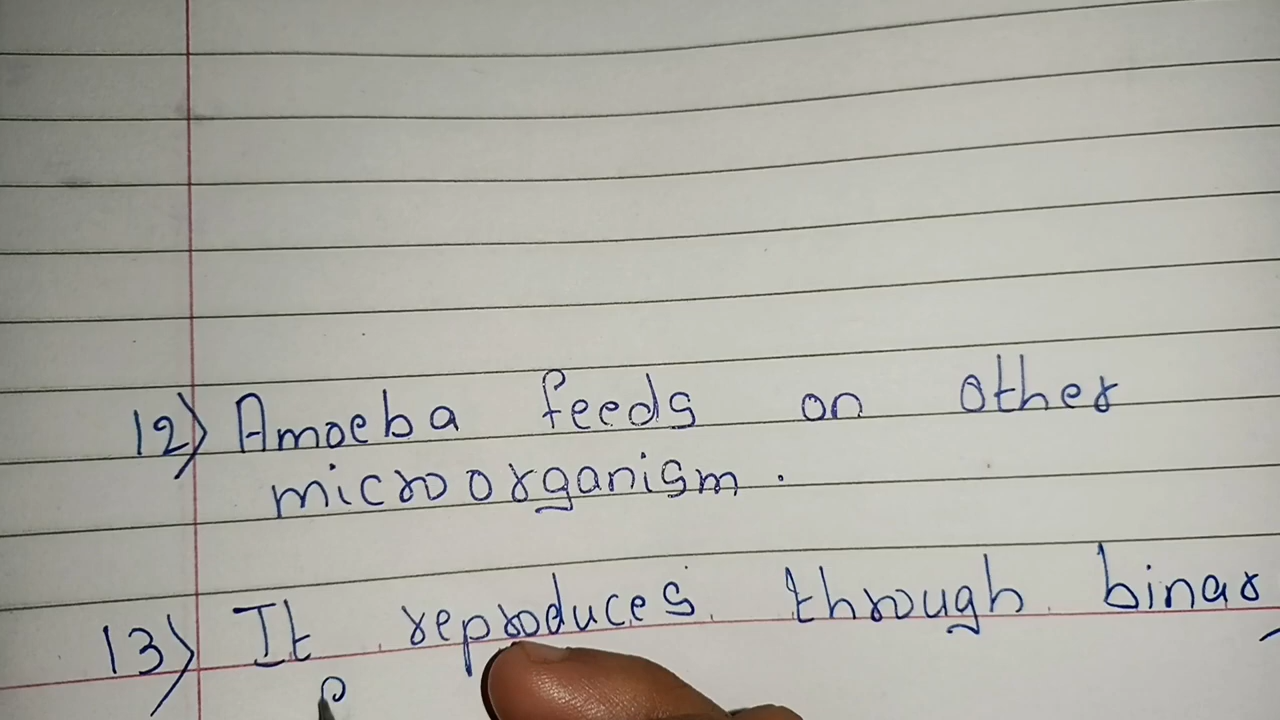 12) Amoeba feeds on other
microorganism.
13) It reproduces through binar